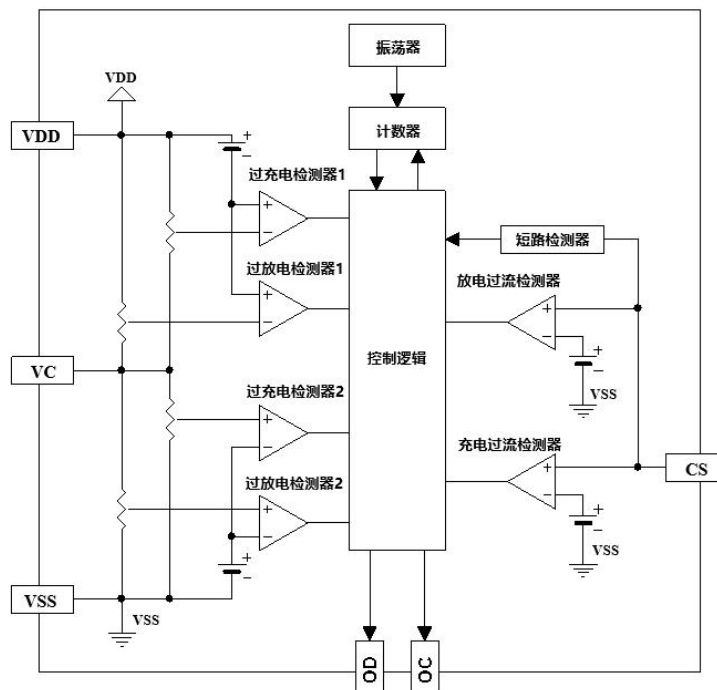 振荡器
VDD
VDD
计数器
+
−
过充电检测器1
+
−
短路检测器
过放电检测器1
放电过流检测器
+
−
+
−
+
−
VSS
控制逻辑
VC
过充电检测器2
+
−
充电过流检测器
+
−
CS
过放电检测器2
+
−
+
−
+
−
VSS
VSS
VSS
OD
OC